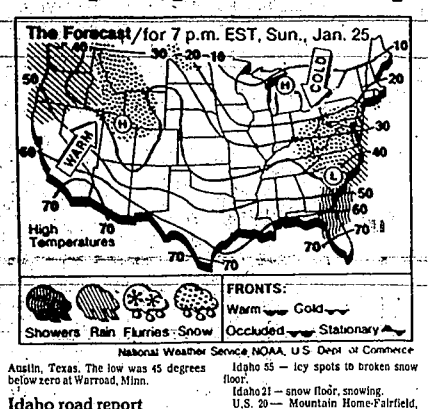 The Forecast/for 7 p.m. EST, Sun., Jan. 25
40
30 20 10
10
50
COLD
20
H
H
30
WARM
40
60
L
50
60
70
70
70
High
Temperatures
70
70
FRONTS:
Warm Cold
Showers Rain Flurries Snow
Occluded Stationary
National Weather Service, NOAA, U.S. Dept. of Commerce
Austin, Texas. The low was 45 degrees
below zero at Warroad, Minn.
Idaho road report
Idaho 55 — icy spots to broken snow
floor.
Idaho 21 — snow floor, snowing.
U.S. 20 — Mountain Home-Fairfield,